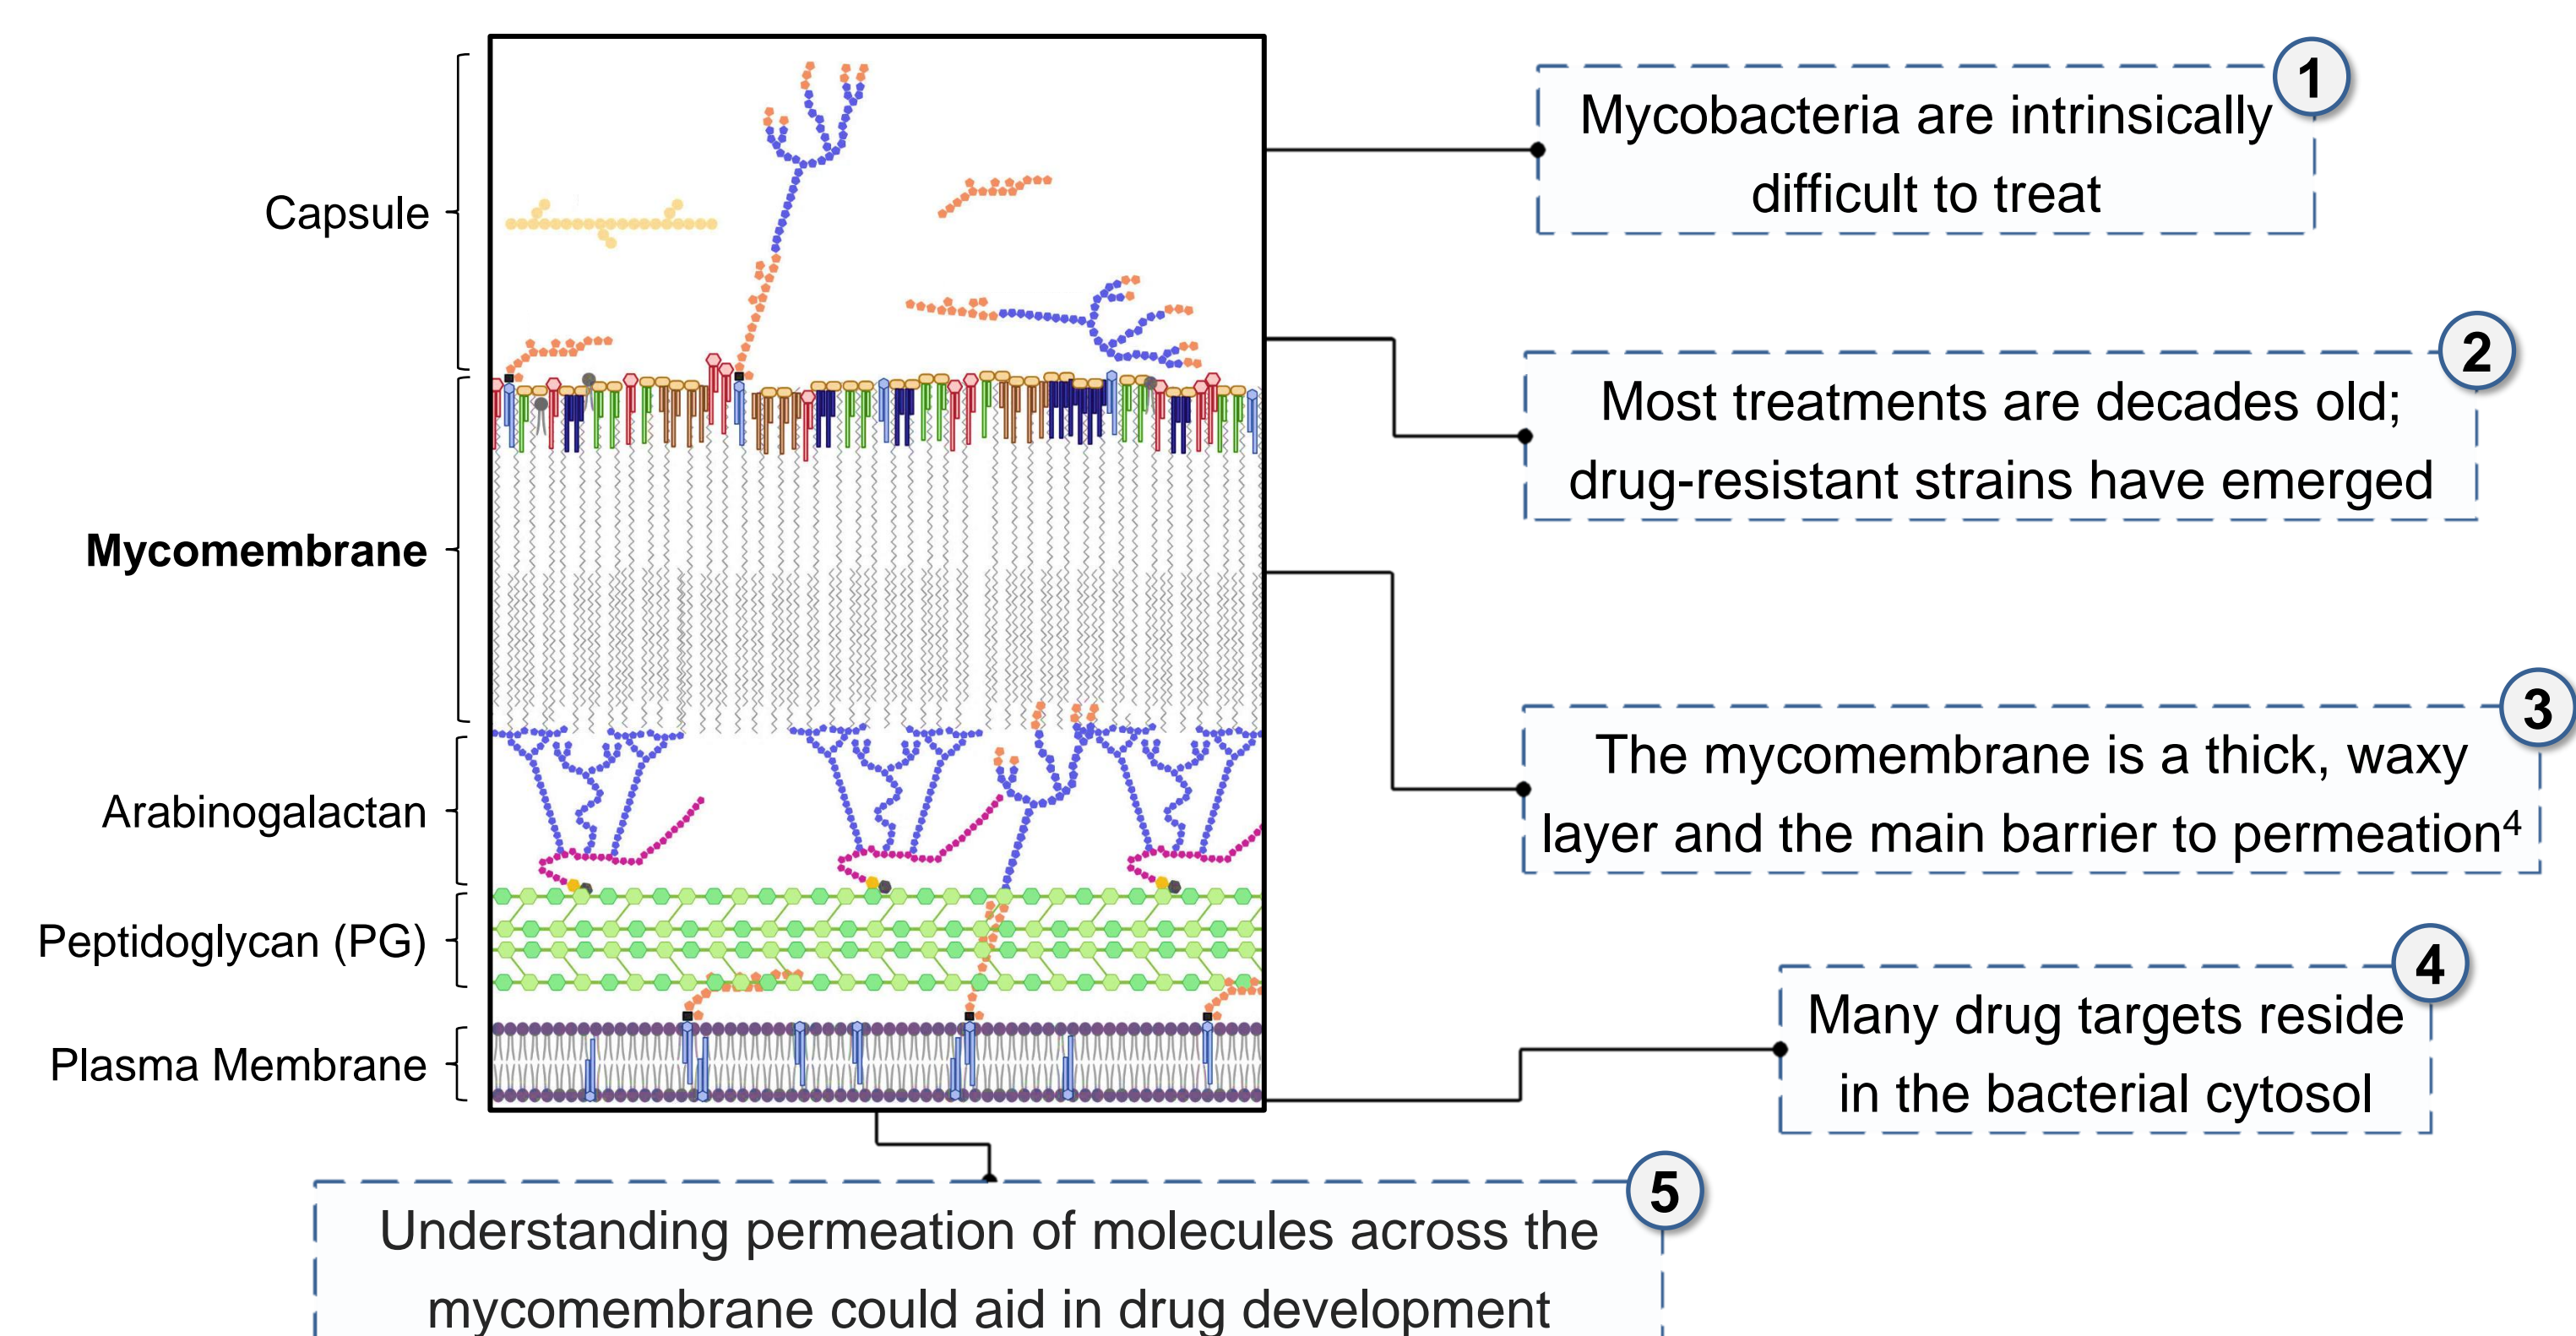 Capsule
Mycomembrane
Arabinogalactan
Peptidoglycan (PG)
Plasma Membrane
1
Mycobacteria are intrinsically
difficult to treat
2
Most treatments are decades old;
drug-resistant strains have emerged
3
The mycomembrane is a thick, waxy
layer and the main barrier to permeation⁴
4
Many drug targets reside
in the bacterial cytosol
5
Understanding permeation of molecules across the
mycomembrane could aid in drug development